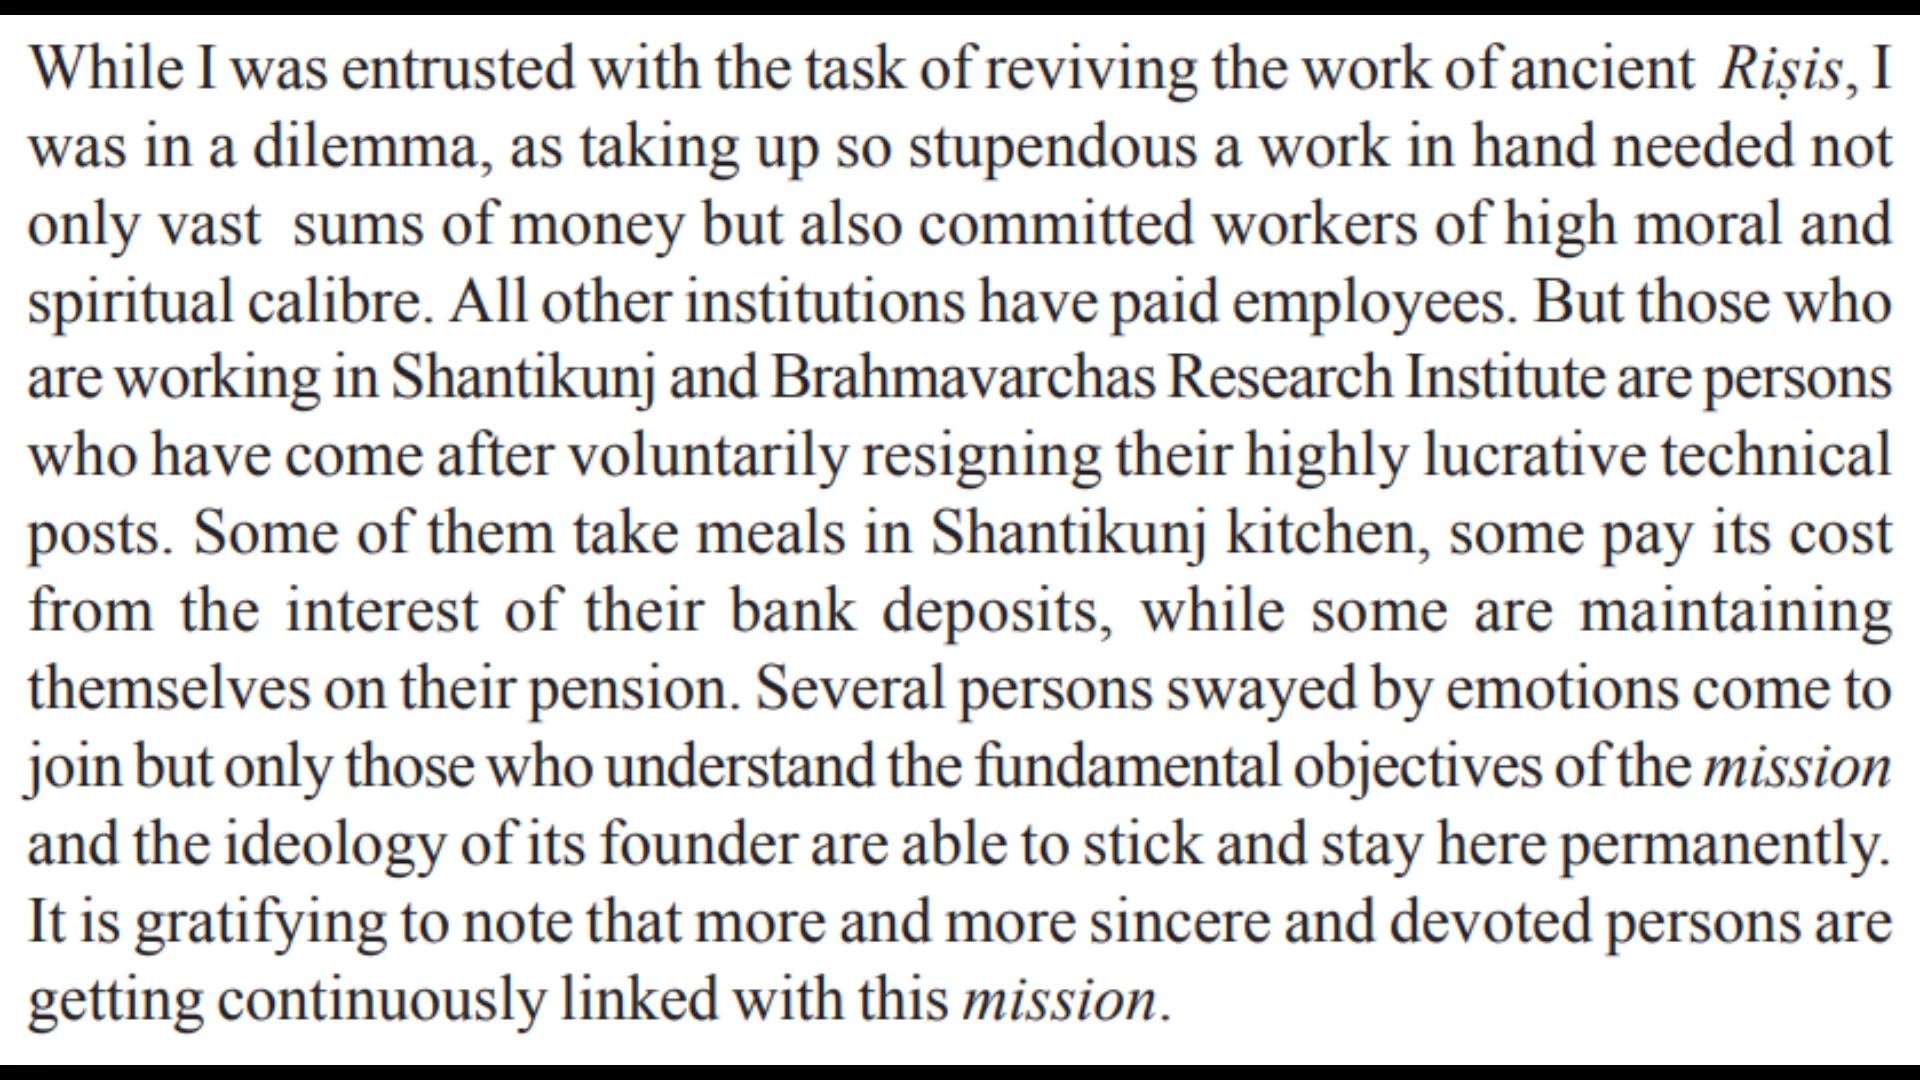 While I was entrusted with the task of reviving the work of ancient Riṣis, I
was in a dilemma, as taking up so stupendous a work in hand needed not
only vast sums of money but also committed workers of high moral and
spiritual calibre. All other institutions have paid employees. But those who
are working in Shantikunj and Brahmavarchas Research Institute are persons
who have come after voluntarily resigning their highly lucrative technical
posts. Some of them take meals in Shantikunj kitchen, some pay its cost
from the interest of their bank deposits, while some are maintaining
themselves on their pension. Several persons swayed by emotions come to
join but only those who understand the fundamental objectives of the mission
and the ideology of its founder are able to stick and stay here permanently.
It is gratifying to note that more and more sincere and devoted persons are
getting continuously linked with this mission.